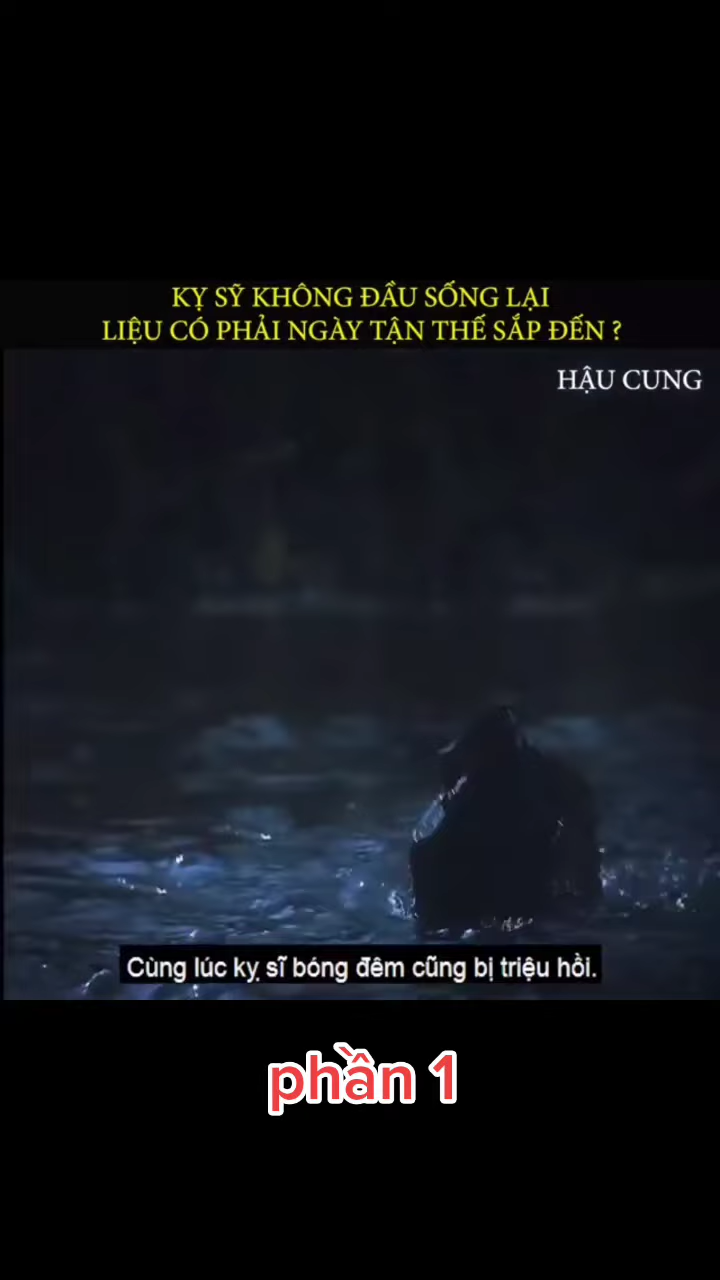 KỴ SỸ KHÔNG ĐẦU SỐNG LẠI
LIỆU CÓ PHẢI NGÀY TẬN THẾ SẮP ĐẾN ?
HẬU CUNG
Cùng lúc kỵ sĩ bóng đêm cũng bị triệu hồi.
phần 1